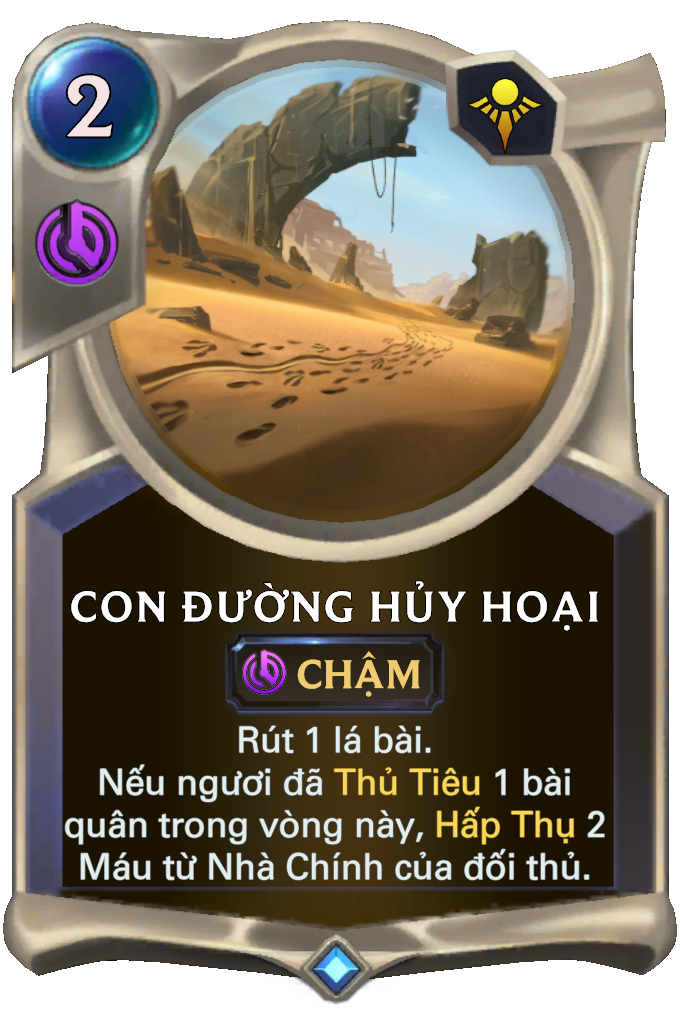 2
CON ĐƯỜNG HỦY HOẠI
CHẬM
Rút 1 lá bài.
Nếu ngươi đã Thủ Tiêu 1 bài
quân trong vòng này, Hấp Thụ 2
Máu từ Nhà Chính của đối thủ.